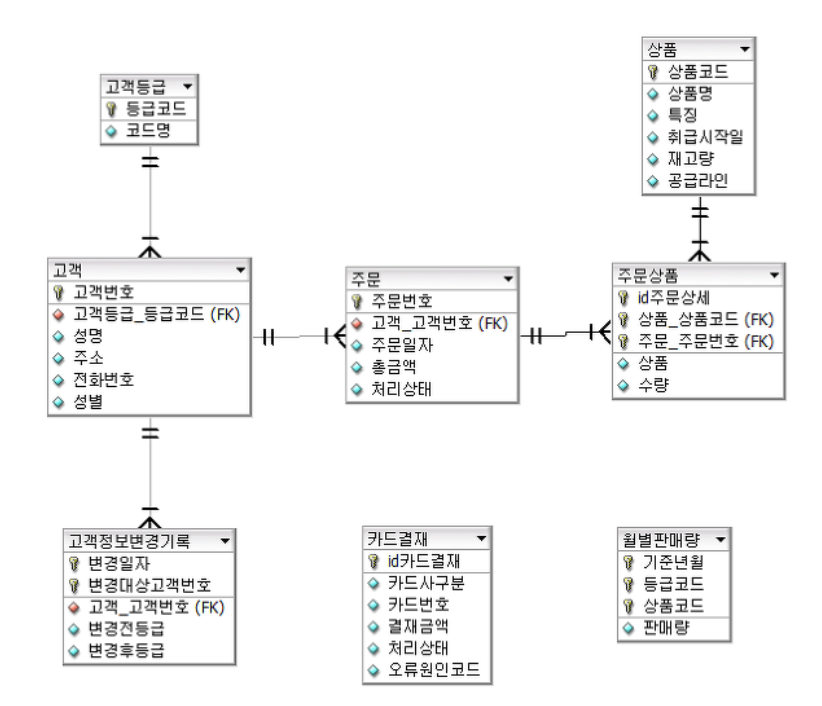 고객등급
등급코드
코드명
상품
상품코드
상품명
특징
취급시작일
재고량
공급라인
고객
고객번호
고객등급_등급코드 (FK)
성명
주소
전화번호
성별
주문
주문번호
고객_고객번호 (FK)
주문일자
총금액
처리상태
주문상품
id주문상세
상품_상품코드 (FK)
주문_주문번호 (FK)
상품
수량
고객정보변경기록
변경일자
변경대상고객번호
고객_고객번호 (FK)
변경전등급
변경후등급
카드결재
id카드결재
카드사구분
카드번호
결재금액
처리상태
오류원인코드
월별판매량
기준년월
등급코드
상품코드
판매량